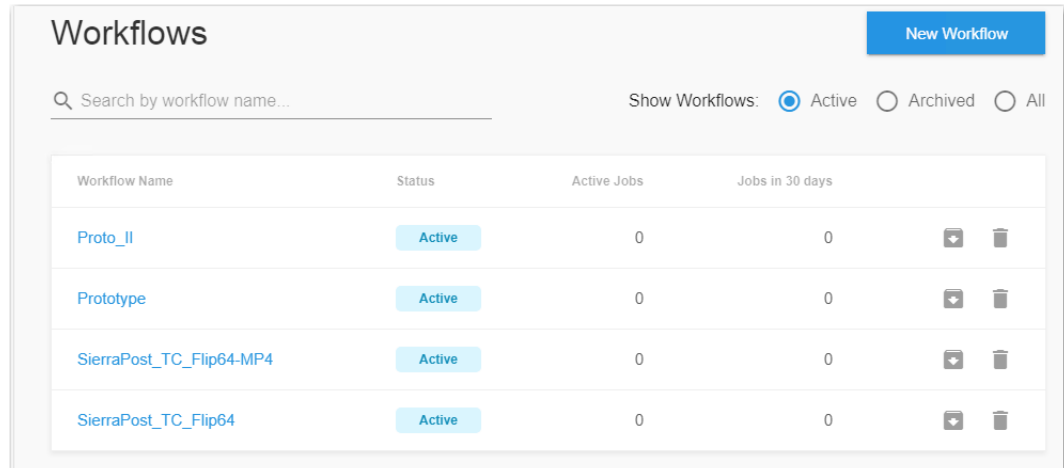 Workflows
New Workflow
Search by workflow name...
Show Workflows: Active Archived All
Workflow Name Status Active Jobs Jobs in 30 days
Proto_II Active 0 0
Prototype Active 0 0
SierraPost_TC_Flip64-MP4 Active 0 0
SierraPost_TC_Flip64 Active 0 0